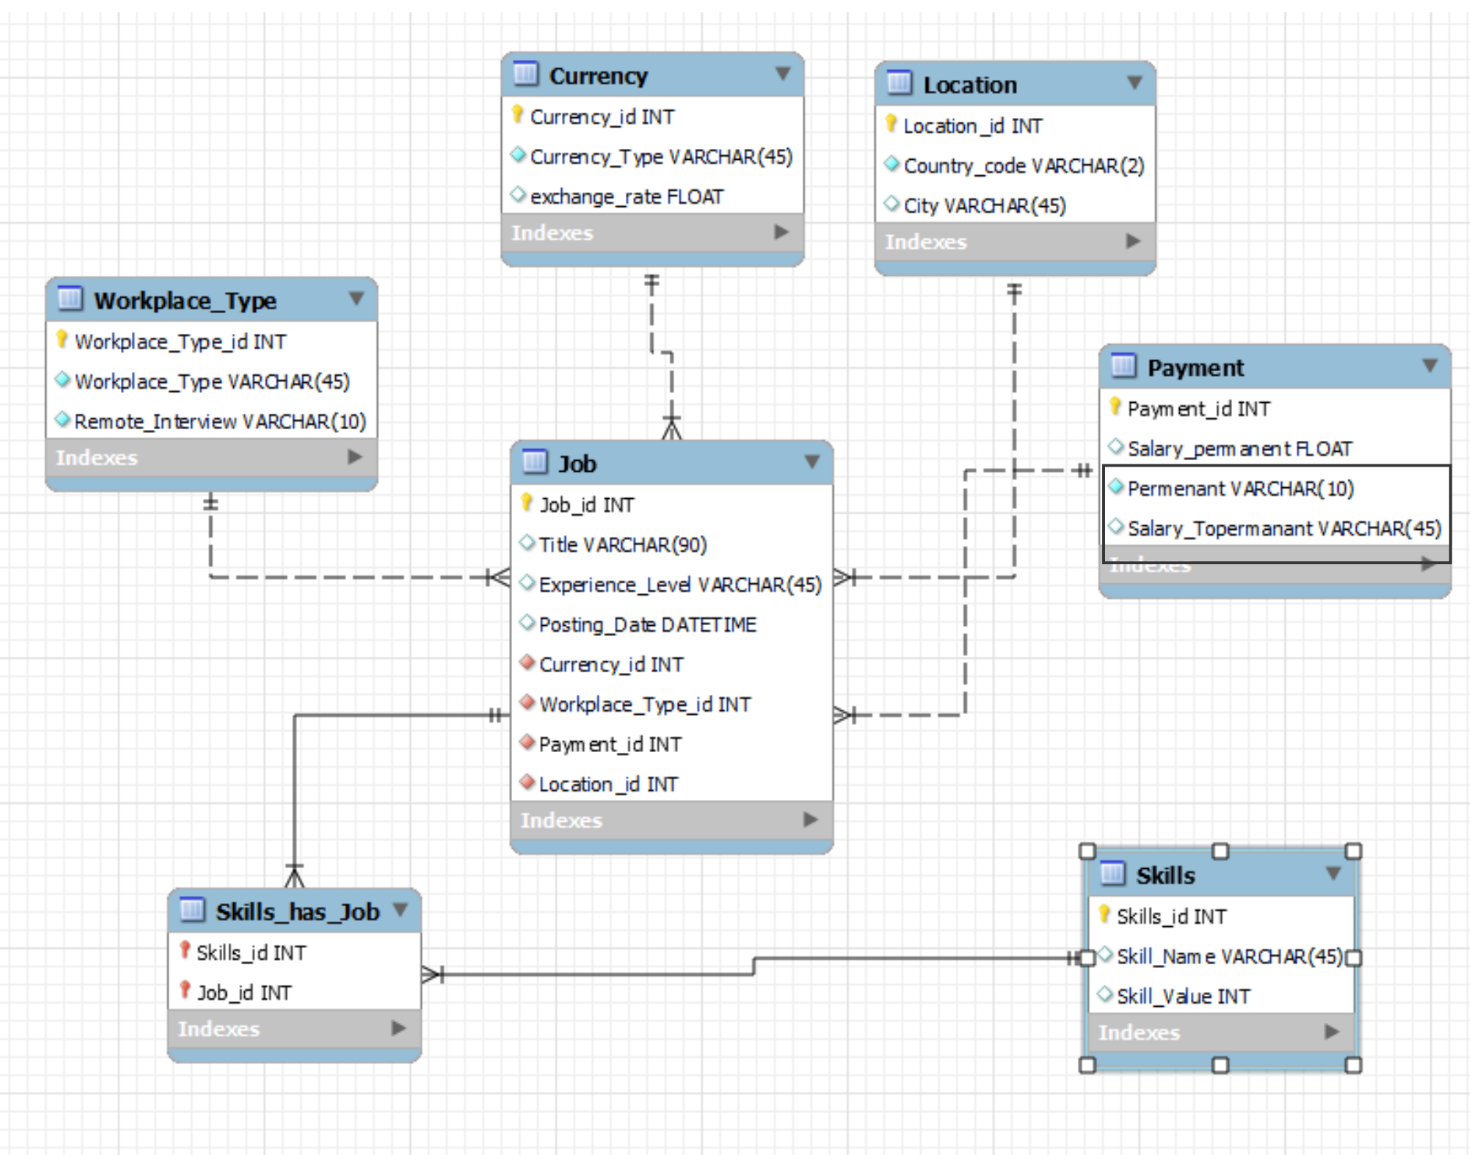 Currency
Currency_id INT
Currency_Type VARCHAR(45)
exchange_rate FLOAT
Indexes
Location
Location_id INT
Country_code VARCHAR(2)
City VARCHAR(45)
Indexes
Workplace_Type
Workplace_Type_id INT
Workplace_Type VARCHAR(45)
Remote_Interview VARCHAR(10)
Indexes
Payment
Payment_id INT
Salary_permanent FLOAT
Permenant VARCHAR(10)
Salary_Topermanant VARCHAR(45)
Indexes
Job
Job_id INT
Title VARCHAR(90)
Experience_Level VARCHAR(45)
Posting_Date DATETIME
Currency_id INT
Workplace_Type_id INT
Payment_id INT
Location_id INT
Indexes
Skills_has_Job
Skills_id INT
Job_id INT
Indexes
Skills
Skills_id INT
Skill_Name VARCHAR(45)
Skill_Value INT
Indexes